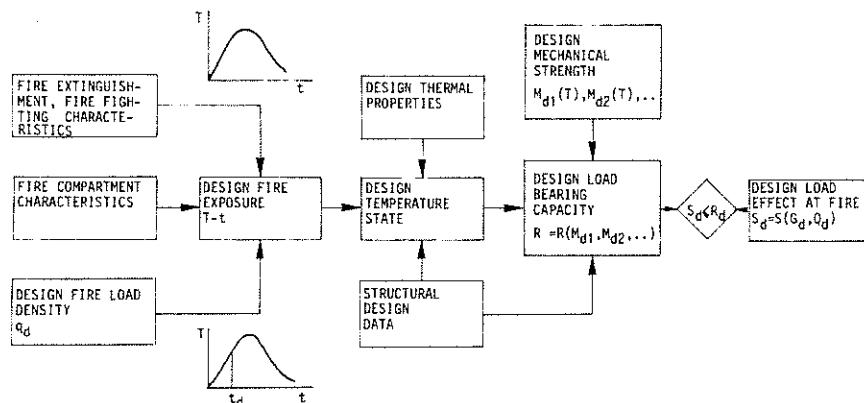 T
t
FIRE EXTINGUISH-
MENT, FIRE FIGH-
TING CHARACTE-
RISTICS
DESIGN THERMAL
PROPERTIES
DESIGN
MECHANICAL
STRENGTH
M_d1(T),M_d2(T),..
FIRE COMPARTMENT
CHARACTERISTICS
DESIGN FIRE
EXPOSURE
T-t
DESIGN
TEMPERATURE
STATE
DESIGN LOAD
BEARING
CAPACITY
R =R(M_d1,M_d2,..)
S_d≤R_d
DESIGN LOAD
EFFECT AT FIRE
S_d=S(G_d,Q_d)
DESIGN FIRE LOAD
DENSITY
q_d
STRUCTURAL
DESIGN
DATA
T
t_d
t